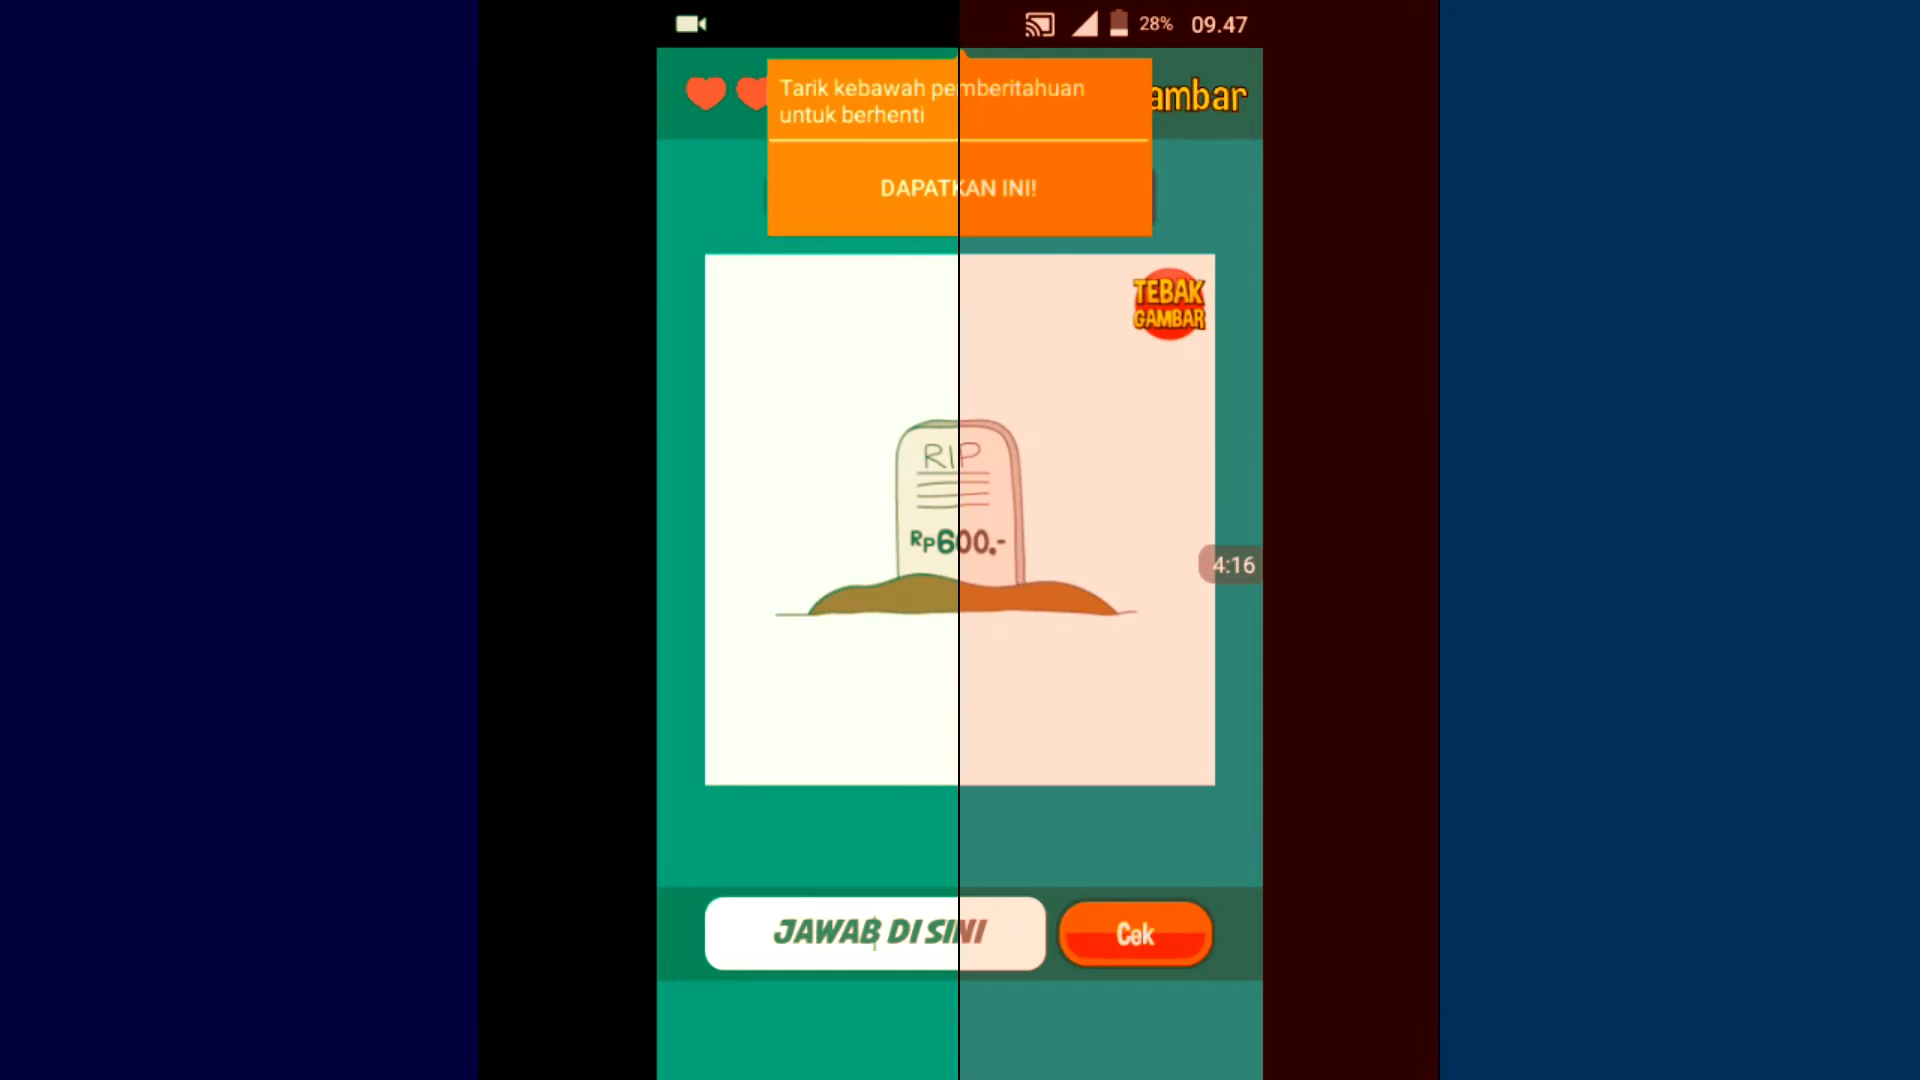 28% 09.47
Tarik kebawah pemberitahuan
untuk berhenti
ambar
DAPATKAN INI!
TEBAK
GAMBAR
RIP
Rp600.-
4:16
JAWAB DI SINI
Cek